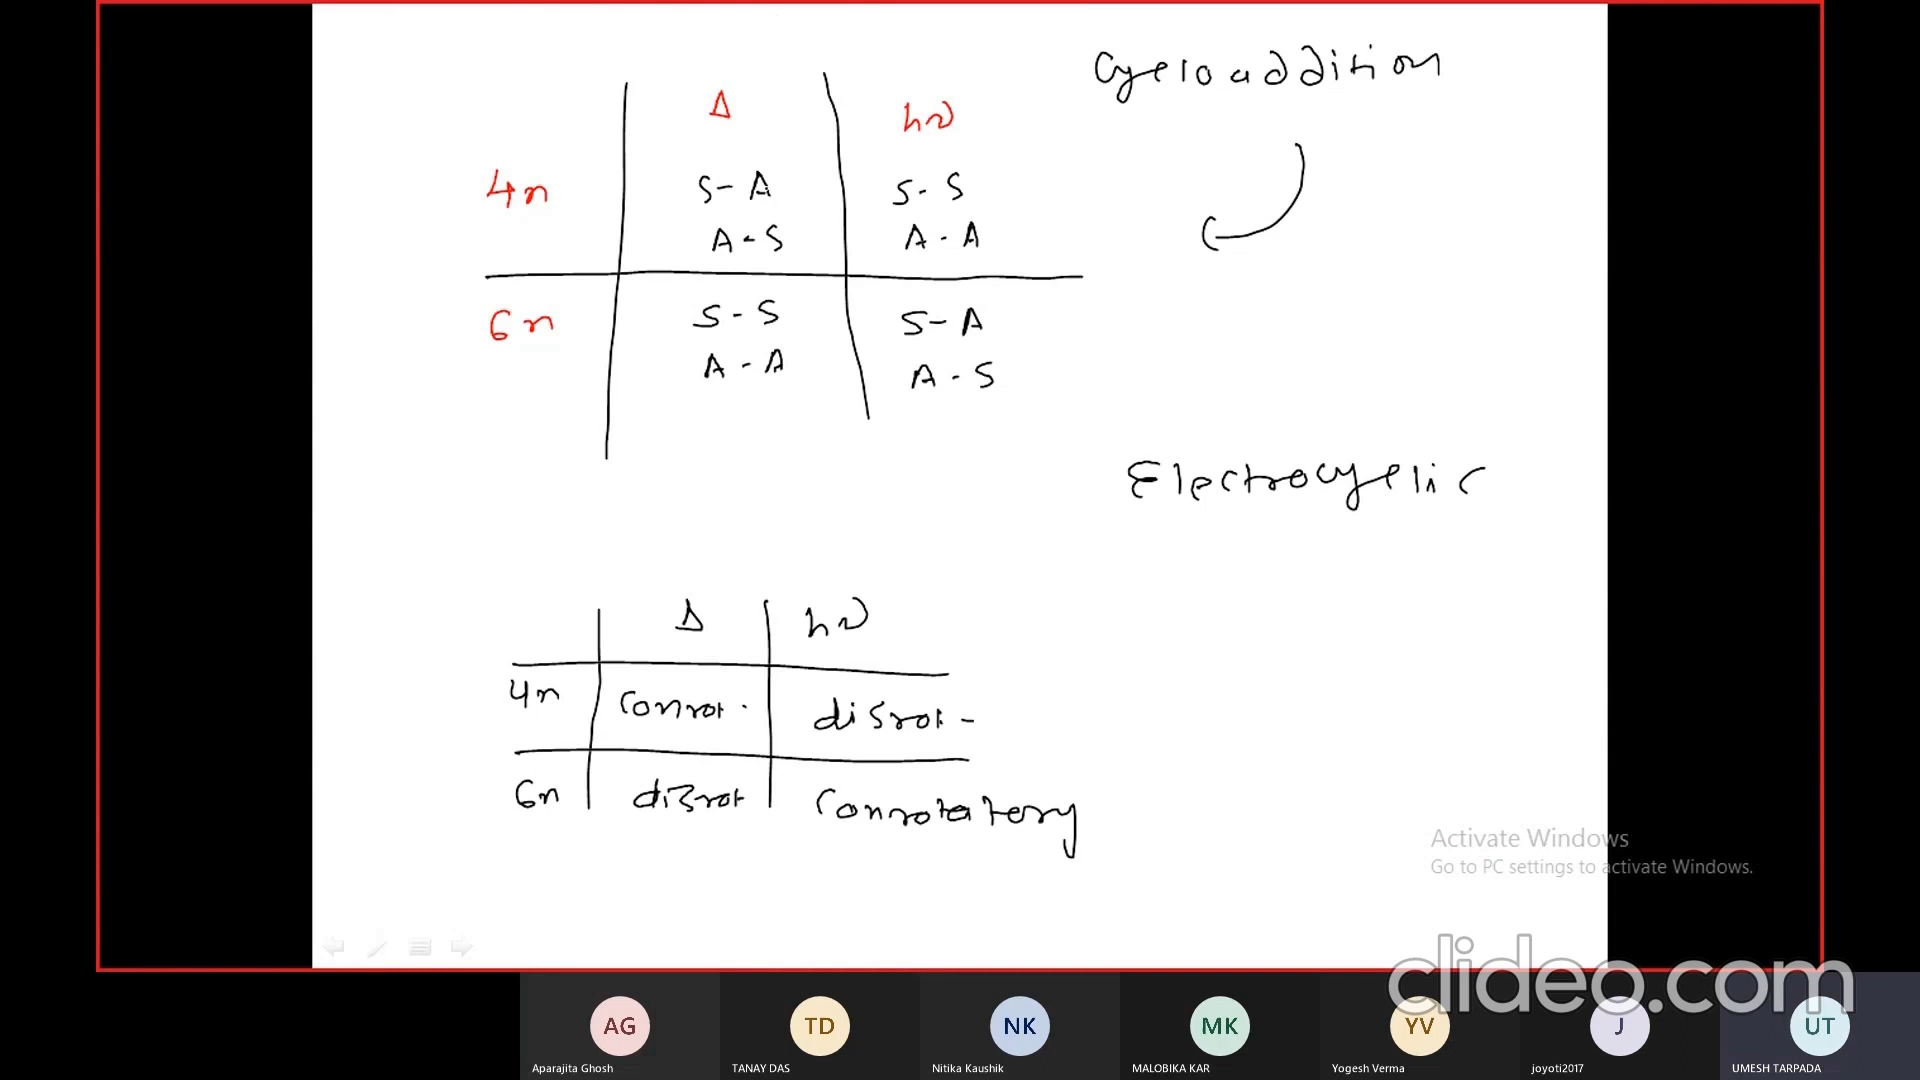 Cycloaddition
Δ hν
4n S-A S-S
A-S A-A
6n S-S S-A
A-A A-S
Electrocyclic
Δ hν
4n Conrot. disrot-
6n disrot Conrotatory
Activate Windows
Go to PC settings to activate Windows.
clideo.com
AG TD NK MK YV J UT
Aparajita Ghosh TANAY DAS Nitika Kaushik MALOBIKA KAR Yogesh Verma joyoti2017 UMESH TARPADA